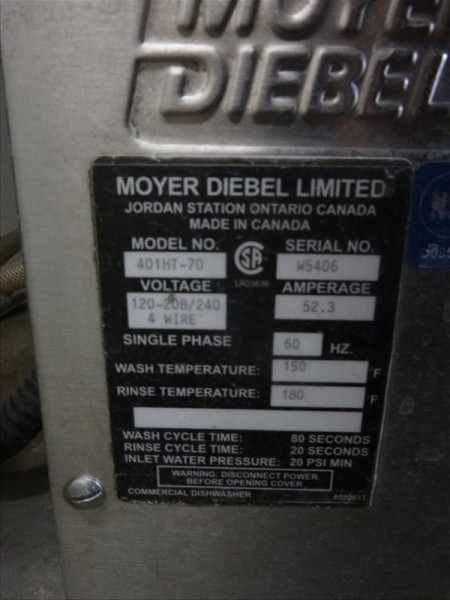 MOYER
DIEBEL
MOYER DIEBEL LIMITED
JORDAN STATION ONTARIO CANADA
MADE IN CANADA
MODEL NO. SERIAL NO.
401HT-70 W5406
VOLTAGE AMPERAGE
120-208/240 52.3
4 WIRE
SINGLE PHASE 60 HZ.
WASH TEMPERATURE: 150 °F
RINSE TEMPERATURE: 180 °F
WASH CYCLE TIME: 80 SECONDS
RINSE CYCLE TIME: 20 SECONDS
INLET WATER PRESSURE: 20 PSI MIN
WARNING: DISCONNECT POWER
BEFORE OPENING COVER
COMMERCIAL DISHWASHER